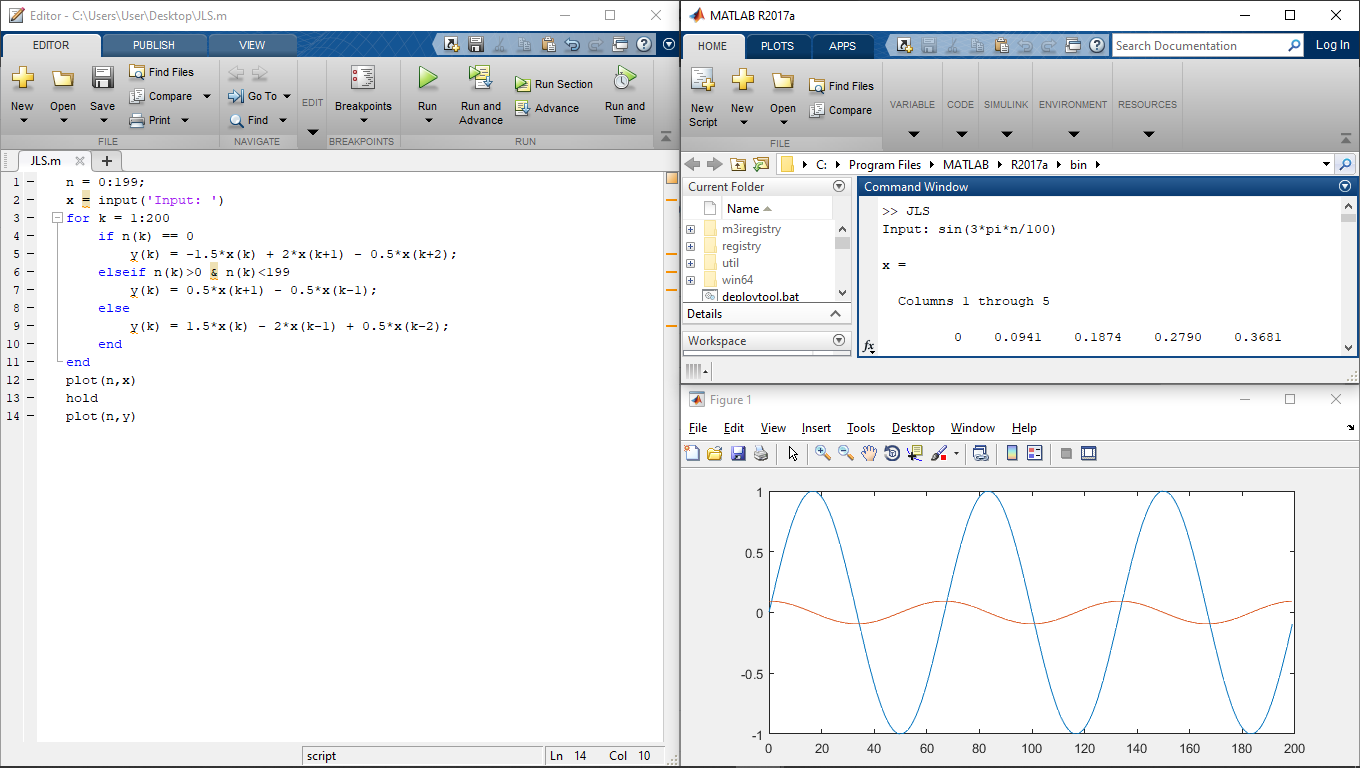 Editor - C:\Users\User\Desktop\JLS.m
EDITOR PUBLISH VIEW
New Open Save Find Files Compare Print Go To Find EDIT Breakpoints Run Run and Advance Run Section Advance Run and Time
FILE NAVIGATE BREAKPOINTS RUN
JLS.m
1 n = 0:199;
2 x = input('Input: ')
3 for k = 1:200
4 if n(k) == 0
5 y(k) = -1.5*x(k) + 2*x(k+1) - 0.5*x(k+2);
6 elseif n(k)>0 & n(k)<199
7 y(k) = 0.5*x(k+1) - 0.5*x(k-1);
8 else
9 y(k) = 1.5*x(k) - 2*x(k-1) + 0.5*x(k-2);
10 end
11 end
12 plot(n,x)
13 hold
14 plot(n,y)
script Ln 14 Col 10
MATLAB R2017a
HOME PLOTS APPS Search Documentation Log In
New Script New Open Find Files Compare VARIABLE CODE SIMULINK ENVIRONMENT RESOURCES
FILE
C: Program Files MATLAB R2017a bin
Current Folder
Name
m3iregistry
registry
util
win64
deploytool.bat
Details
Workspace
Command Window
>> JLS
Input: sin(3*pi*n/100)
x =
Columns 1 through 5
0 0.0941 0.1874 0.2790 0.3681
fx
Figure 1
File Edit View Insert Tools Desktop Window Help
1
0.5
0
-0.5
-1
0 20 40 60 80 100 120 140 160 180 200